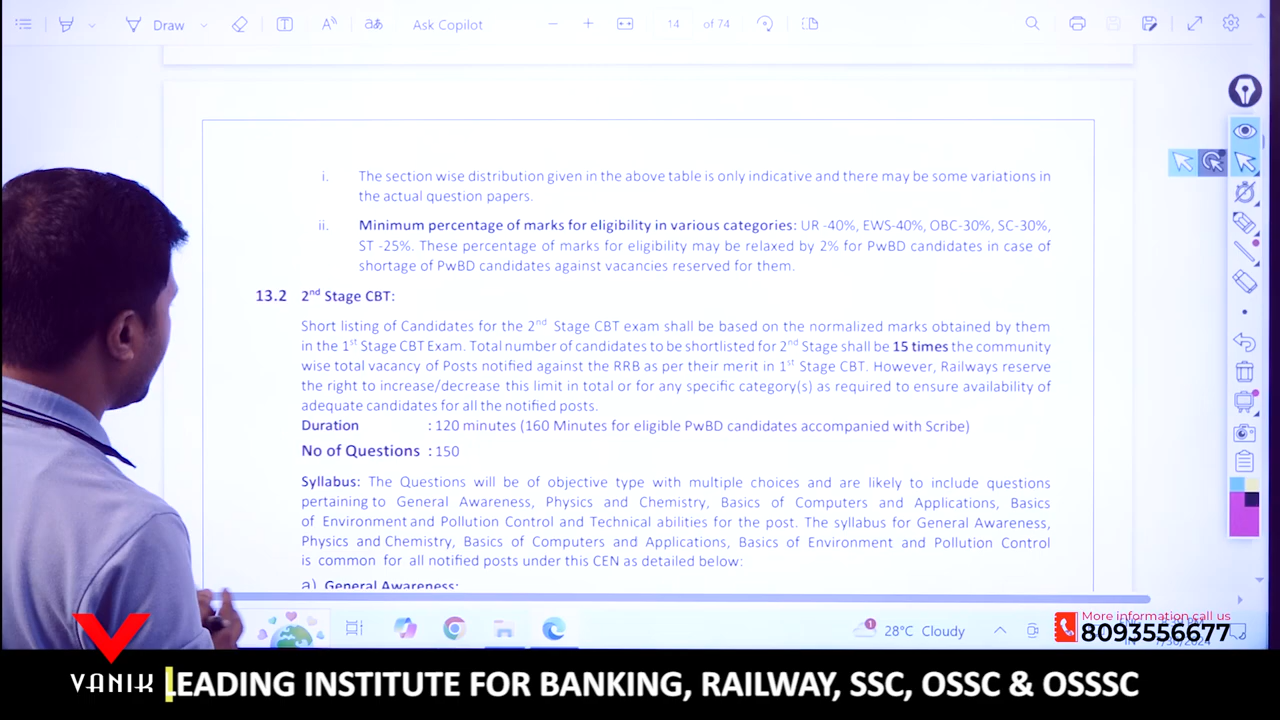 Draw
Ask Copilot
14 of 74
i. The section wise distribution given in the above table is only indicative and there may be some variations in
the actual question papers.
ii. Minimum percentage of marks for eligibility in various categories: UR -40%, EWS-40%, OBC-30%, SC-30%,
ST -25%. These percentage of marks for eligibility may be relaxed by 2% for PwBD candidates in case of
shortage of PwBD candidates against vacancies reserved for them.
13.2 2nd Stage CBT:
Short listing of Candidates for the 2nd Stage CBT exam shall be based on the normalized marks obtained by them
in the 1st Stage CBT Exam. Total number of candidates to be shortlisted for 2nd Stage shall be 15 times the community
wise total vacancy of Posts notified against the RRB as per their merit in 1st Stage CBT. However, Railways reserve
the right to increase/decrease this limit in total or for any specific category(s) as required to ensure availability of
adequate candidates for all the notified posts.
Duration : 120 minutes (160 Minutes for eligible PwBD candidates accompanied with Scribe)
No of Questions : 150
Syllabus: The Questions will be of objective type with multiple choices and are likely to include questions
pertaining to General Awareness, Physics and Chemistry, Basics of Computers and Applications, Basics
of Environment and Pollution Control and Technical abilities for the post. The syllabus for General Awareness,
Physics and Chemistry, Basics of Computers and Applications, Basics of Environment and Pollution Control
is common for all notified posts under this CEN as detailed below:
a) General Awareness:
28°C Cloudy
More information call us
8093556677
VANIK
LEADING INSTITUTE FOR BANKING, RAILWAY, SSC, OSSC & OSSSC